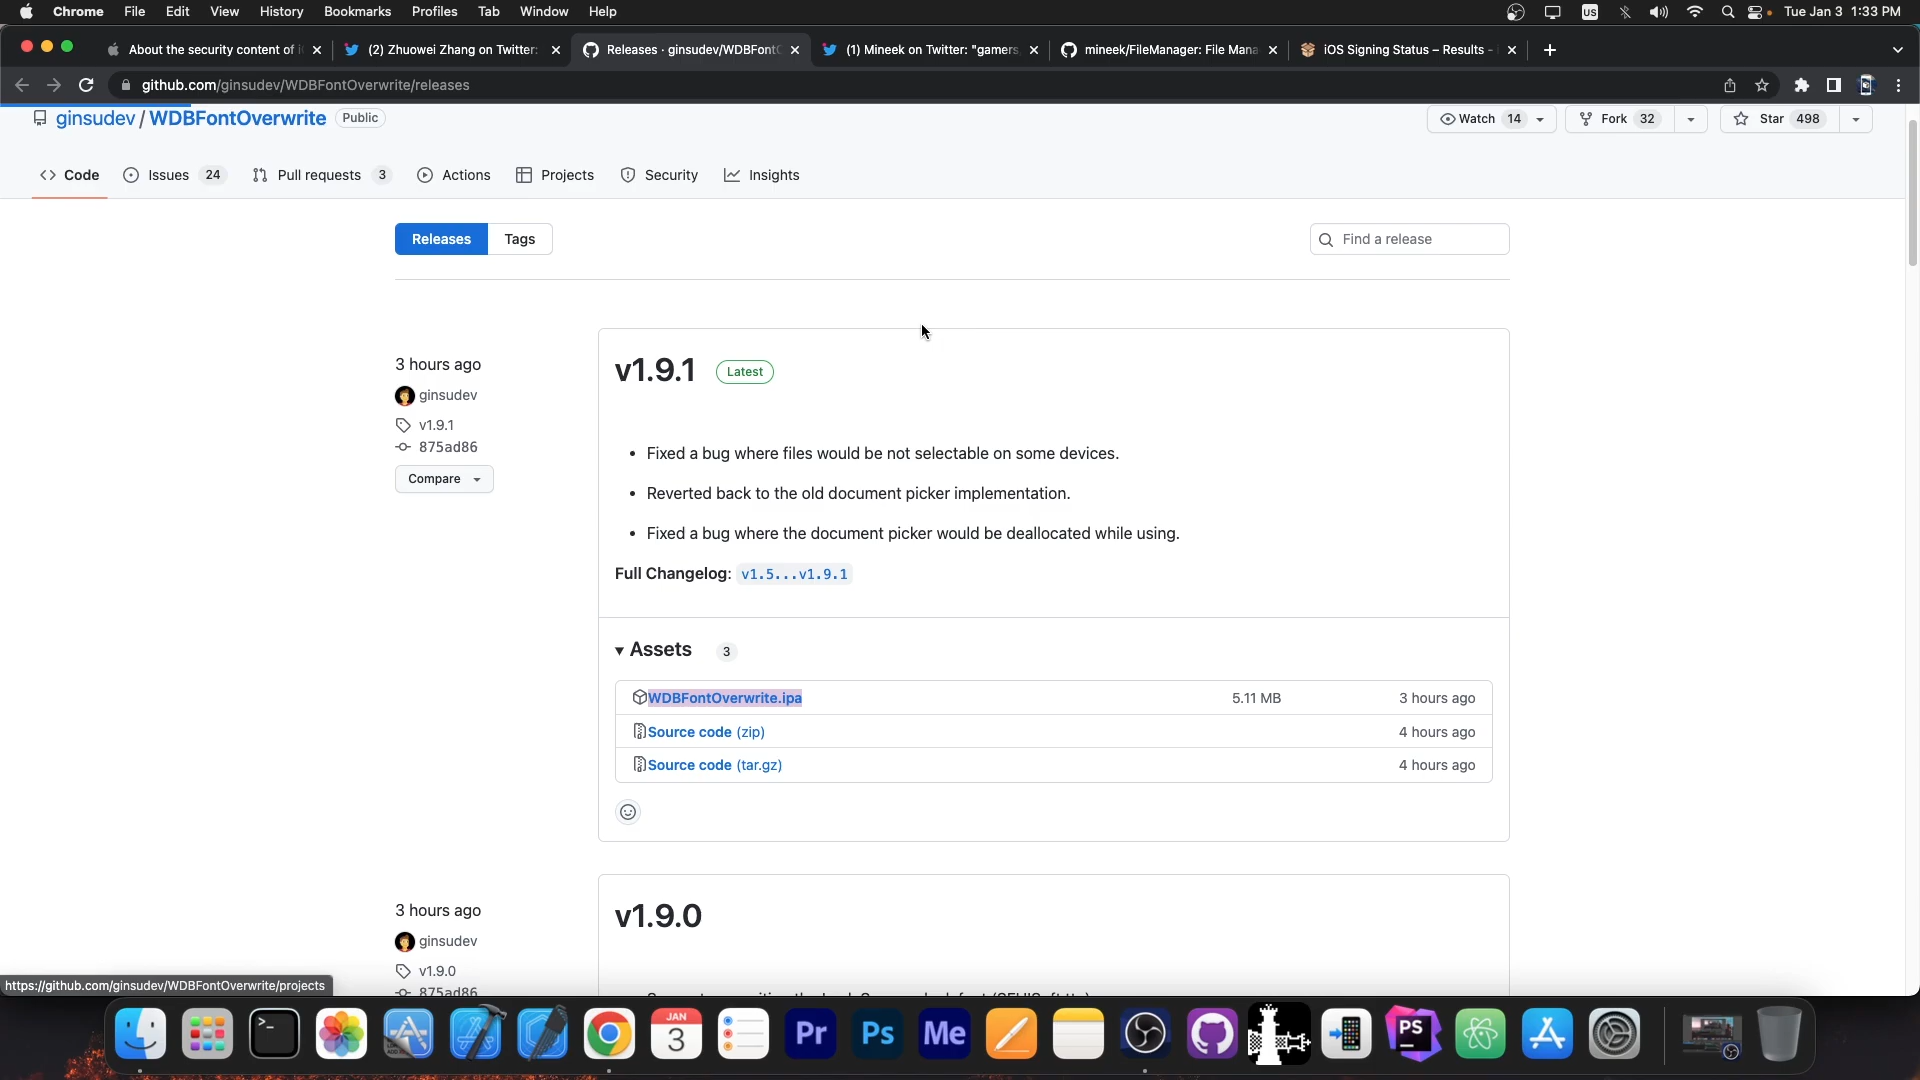 Chrome File Edit View History Bookmarks Profiles Tab Window Help US Tue Jan 3 1:33 PM
About the security content of i (2) Zhuowei Zhang on Twitter: Releases · ginsudev/WDBFontO (1) Mineek on Twitter: "gamers, mineek/FileManager: File Mana iOS Signing Status – Results -
github.com/ginsudev/WDBFontOverwrite/releases
ginsudev / WDBFontOverwrite Public Watch 14 Fork 32 Star 498
Code Issues 24 Pull requests 3 Actions Projects Security Insights
Releases Tags Find a release
3 hours ago
ginsudev
v1.9.1
875ad86
Compare
v1.9.1 Latest
• Fixed a bug where files would be not selectable on some devices.
• Reverted back to the old document picker implementation.
• Fixed a bug where the document picker would be deallocated while using.
Full Changelog: v1.5...v1.9.1
Assets 3
WDBFontOverwrite.ipa 5.11 MB 3 hours ago
Source code (zip) 4 hours ago
Source code (tar.gz) 4 hours ago
3 hours ago
ginsudev
v1.9.0
875ad86
v1.9.0
https://github.com/ginsudev/WDBFontOverwrite/projects
JAN
3
Pr Ps Me PS